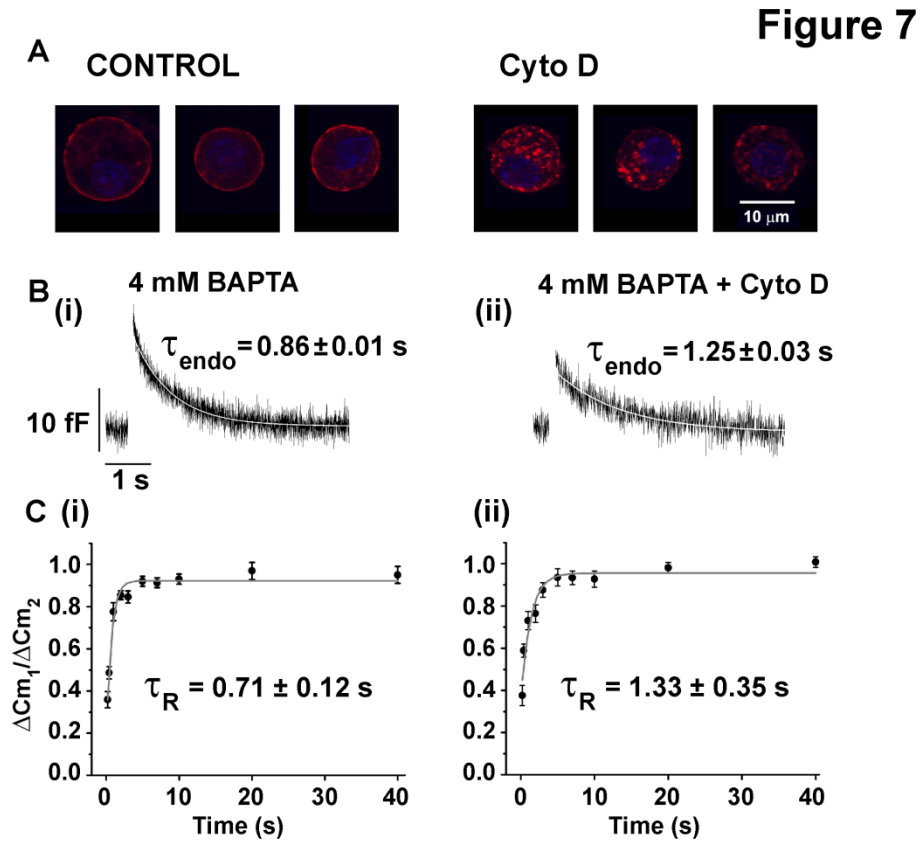 Figure 7
A
CONTROL
Cyto D
10 μm
B
(i)
4 mM BAPTA
τendo = 0.86 ± 0.01 s
10 fF
1 s
(ii)
4 mM BAPTA + Cyto D
τendo = 1.25 ± 0.03 s
C (i)
ΔCm1/ΔCm2
1.0
0.8
0.6
0.4
0.2
0.0
τR = 0.71 ± 0.12 s
0 10 20 30 40
Time (s)
(ii)
1.0
0.8
0.6
0.4
0.2
0.0
τR = 1.33 ± 0.35 s
0 10 20 30 40
Time (s)